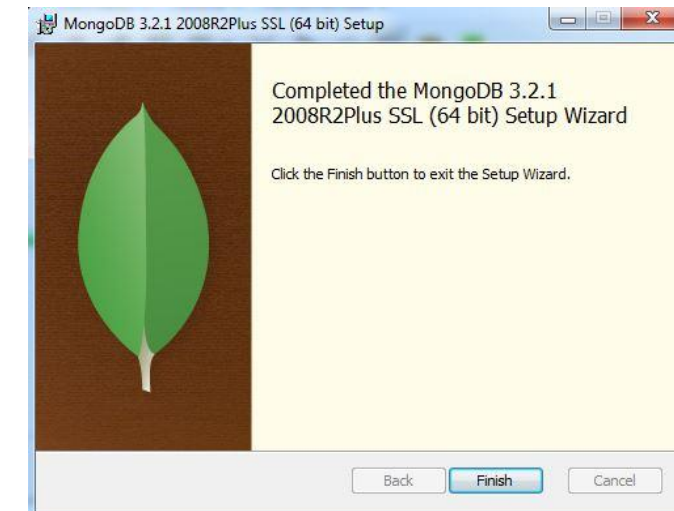 MongoDB 3.2.1 2008R2Plus SSL (64 bit) Setup
Completed the MongoDB 3.2.1
2008R2Plus SSL (64 bit) Setup Wizard
Click the Finish button to exit the Setup Wizard.
Back Finish Cancel